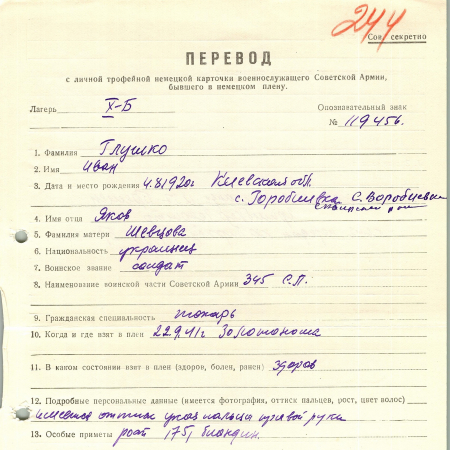 244
Сов. секретно
ПЕРЕВОД
с личной трофейной немецкой карточки военнослужащего Советской Армии,
бывшего в немецком плену.
Лагерь X-Б Опознавательный знак
№ 119456.
1. Фамилия Глушко
2. Имя Иван
3. Дата и место рождения 4.8.1920г Киевской обл.
с. Горобиевка С. Воробиевка
4. Имя отца Яков
5. Фамилия матери Шевцова
6. Национальность украинец
7. Воинское звание солдат
8. Наименование воинской части Советской Армии 345 С.П.
9. Гражданская специальность токарь
10. Когда и где взят в плен 22.9.41г Золотоноша
11. В каком состоянии взят в плен (здоров, болен, ранен) здоров
12. Подробные персональные данные (имеется фотография, оттиск пальцев, рост, цвет волос)
имеется оттиск указ пальца правой руки
13. Особые приметы рост 175, блондин.